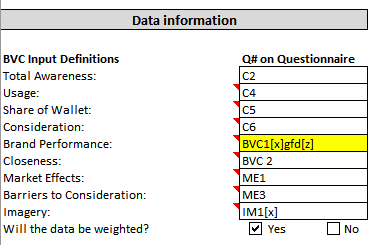 Data information
BVC Input Definitions Q# on Questionnaire
Total Awareness: C2
Usage: C4
Share of Wallet: C5
Consideration: C6
Brand Performance: BVC1[x]gfd[z]
Closeness: BVC 2
Market Effects: ME1
Barriers to Consideration: ME3
Imagery: IM1[x]
Will the data be weighted? Yes No